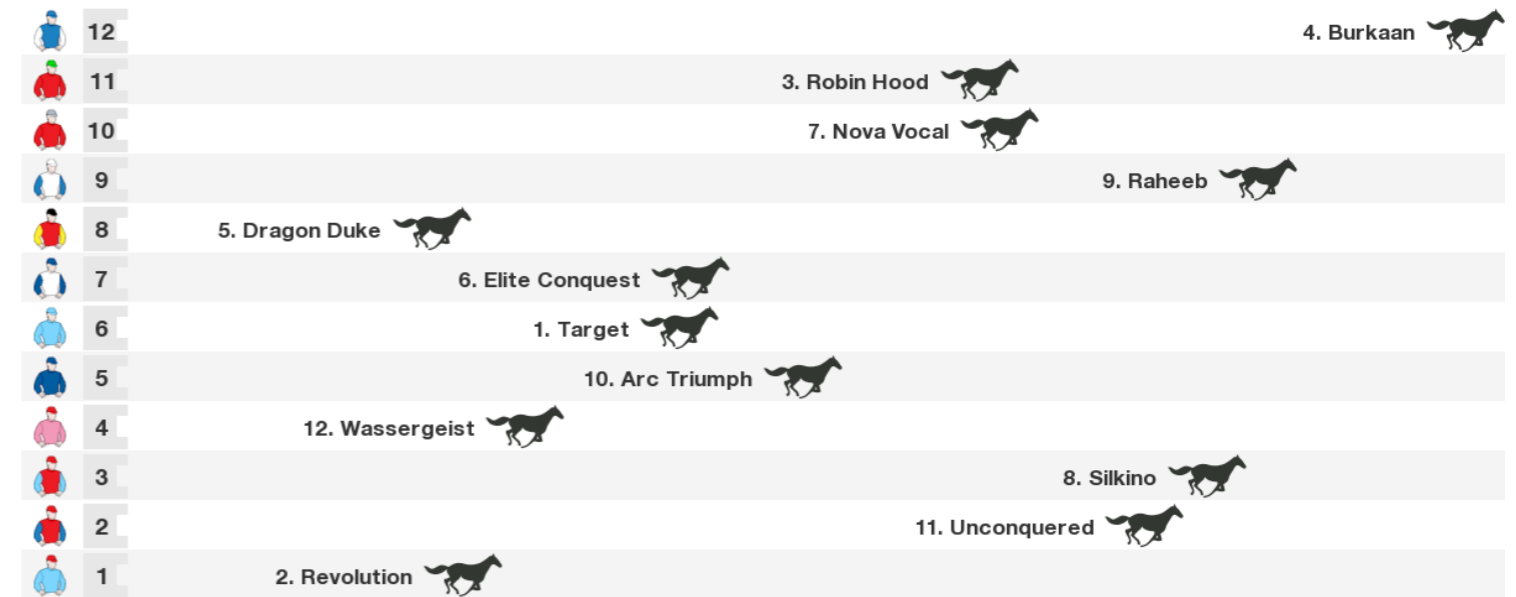 12 4. Burkaan
11 3. Robin Hood
10 7. Nova Vocal
9 9. Raheeb
8 5. Dragon Duke
7 6. Elite Conquest
6 1. Target
5 10. Arc Triumph
4 12. Wassergeist
3 8. Silkino
2 11. Unconquered
1 2. Revolution